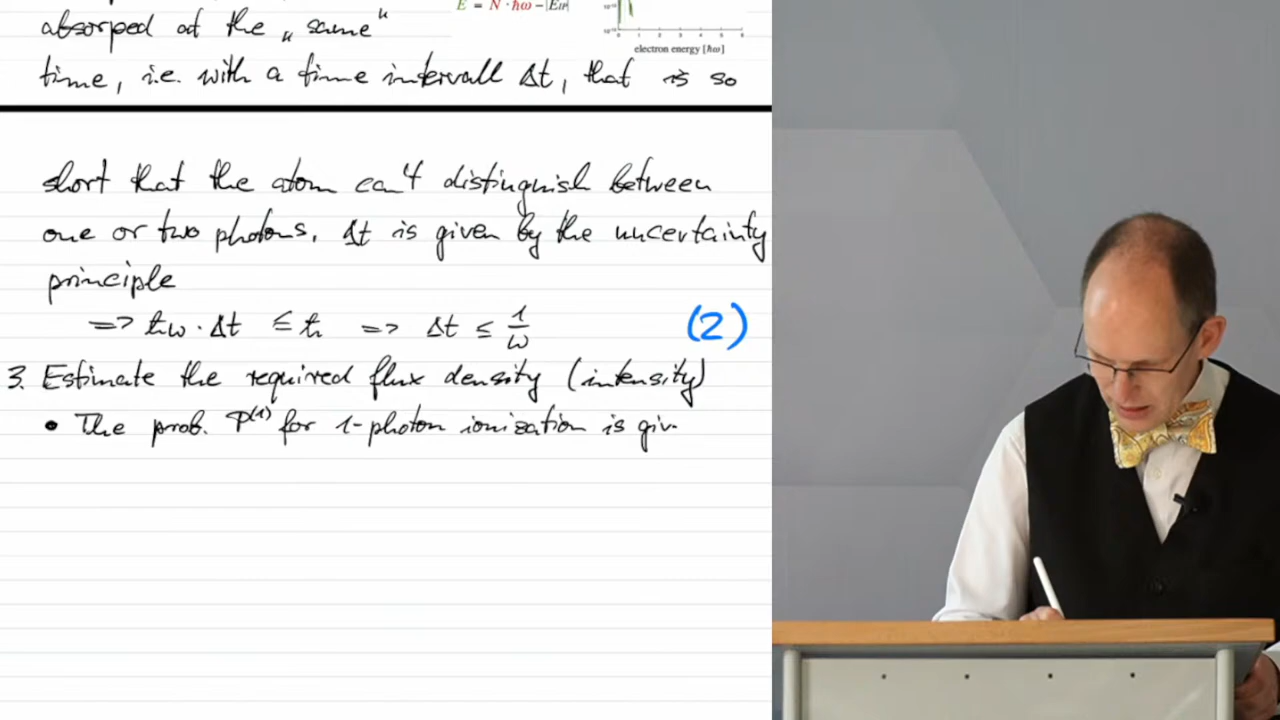 E = N · ħω – |E
absorped at the „same“
electron energy [ħω]
time, i.e. with a time intervall Δt, that is so
short that the atom can't distinguish between
one or two photons. Δt is given by the uncertainty
principle
=> ħω · Δt ≤ ħ => Δt ≤ 1/ω (2)
3. Estimate the required flux density (intensity)
• The prob. P⁽¹⁾ for 1-photon ionization is giv